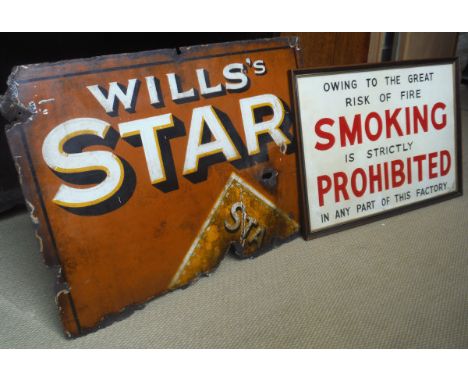 WILLS'S
STAR
STA
OWING TO THE GREAT
RISK OF FIRE
SMOKING
IS STRICTLY
PROHIBITED
IN ANY PART OF THIS FACTORY